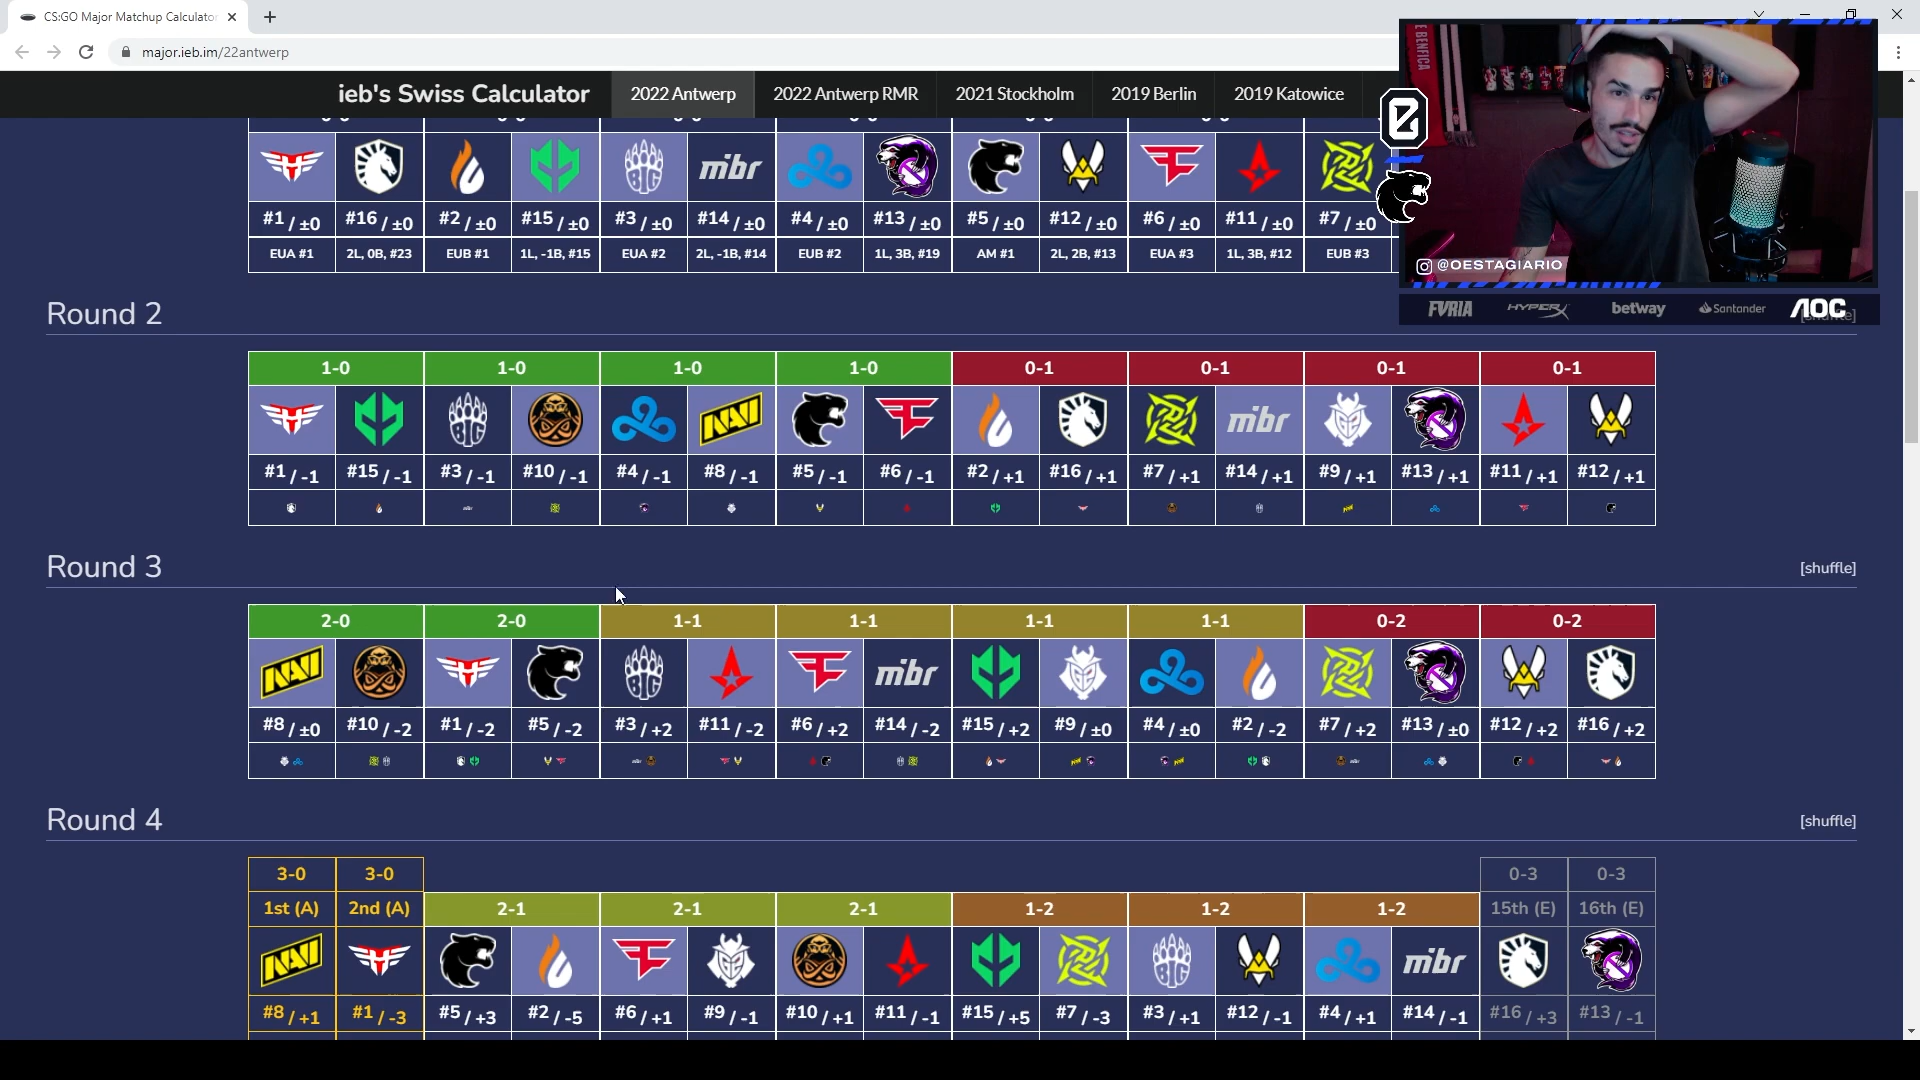 CS:GO Major Matchup Calculator
major.ieb.im/22antwerp
ieb's Swiss Calculator
2022 Antwerp
2022 Antwerp RMR
2021 Stockholm
2019 Berlin
2019 Katowice
E BENFICA
mibr
#1 / ±0 #16 / ±0 #2 / ±0 #15 / ±0 #3 / ±0 #14 / ±0 #4 / ±0 #13 / ±0 #5 / ±0 #12 / ±0 #6 / ±0 #11 / ±0 #7 / ±0
EUA #1 2L, 0B, #23 EUB #1 1L, -1B, #15 EUA #2 2L, -1B, #14 EUB #2 1L, 3B, #19 AM #1 2L, 2B, #13 EUA #3 1L, 3B, #12 EUB #3
@OESTAGIARIO
FVRIA HYPERX betway Santander AOC
Round 2
1-0 1-0 1-0 1-0 0-1 0-1 0-1 0-1
BIG NAVI mibr
#1 / -1 #15 / -1 #3 / -1 #10 / -1 #4 / -1 #8 / -1 #5 / -1 #6 / -1 #2 / +1 #16 / +1 #7 / +1 #14 / +1 #9 / +1 #13 / +1 #11 / +1 #12 / +1
Round 3
[shuffle]
2-0 2-0 1-1 1-1 1-1 1-1 0-2 0-2
NAVI BIG mibr
#8 / ±0 #10 / -2 #1 / -2 #5 / -2 #3 / +2 #11 / -2 #6 / +2 #14 / -2 #15 / +2 #9 / ±0 #4 / ±0 #2 / -2 #7 / +2 #13 / ±0 #12 / +2 #16 / +2
Round 4
[shuffle]
3-0 3-0 0-3 0-3
1st (A) 2nd (A) 2-1 2-1 2-1 1-2 1-2 1-2 15th (E) 16th (E)
NAVI BIG mibr
#8 / +1 #1 / -3 #5 / +3 #2 / -5 #6 / +1 #9 / -1 #10 / +1 #11 / -1 #15 / +5 #7 / -3 #3 / +1 #12 / -1 #4 / +1 #14 / -1 #16 / +3 #13 / -1